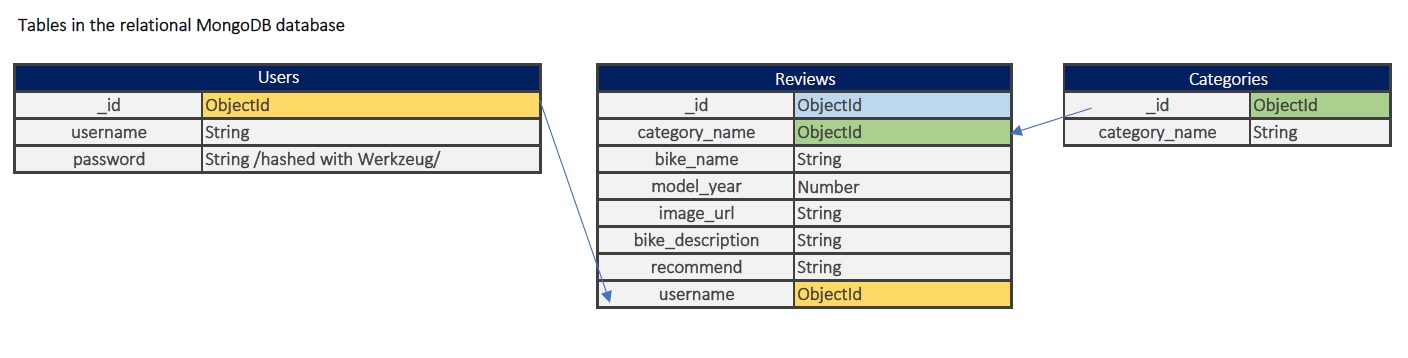 Tables in the relational MongoDB database
Users
_id ObjectId
username String
password String /hashed with Werkzeug/
Reviews
_id ObjectId
category_name ObjectId
bike_name String
model_year Number
image_url String
bike_description String
recommend String
username ObjectId
Categories
_id ObjectId
category_name String